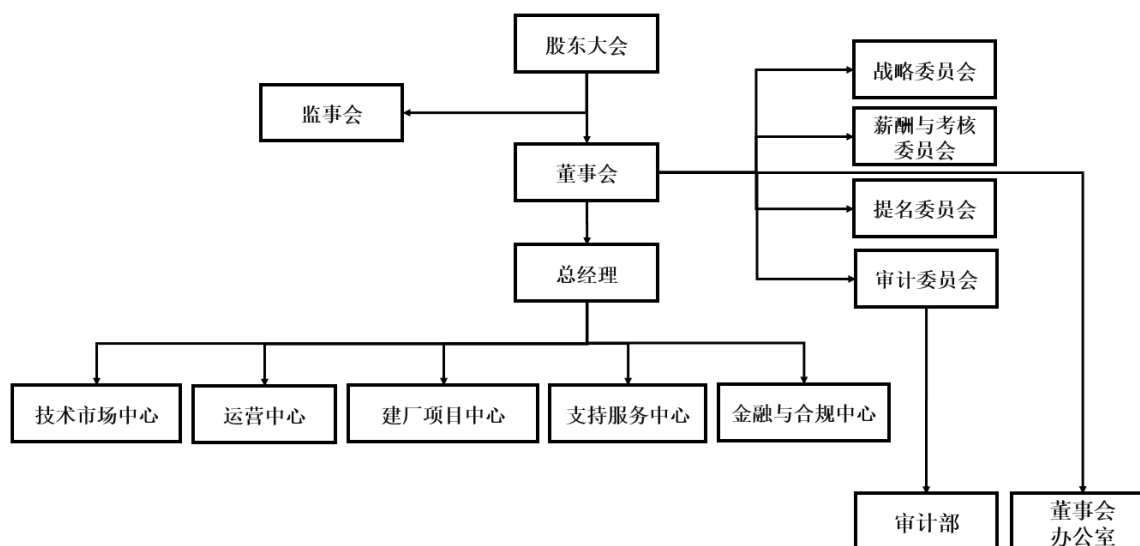 股东大会
战略委员会
监事会
薪酬与考核
委员会
董事会
提名委员会
总经理
审计委员会
技术市场中心
运营中心
建厂项目中心
支持服务中心
金融与合规中心
审计部
董事会
办公室